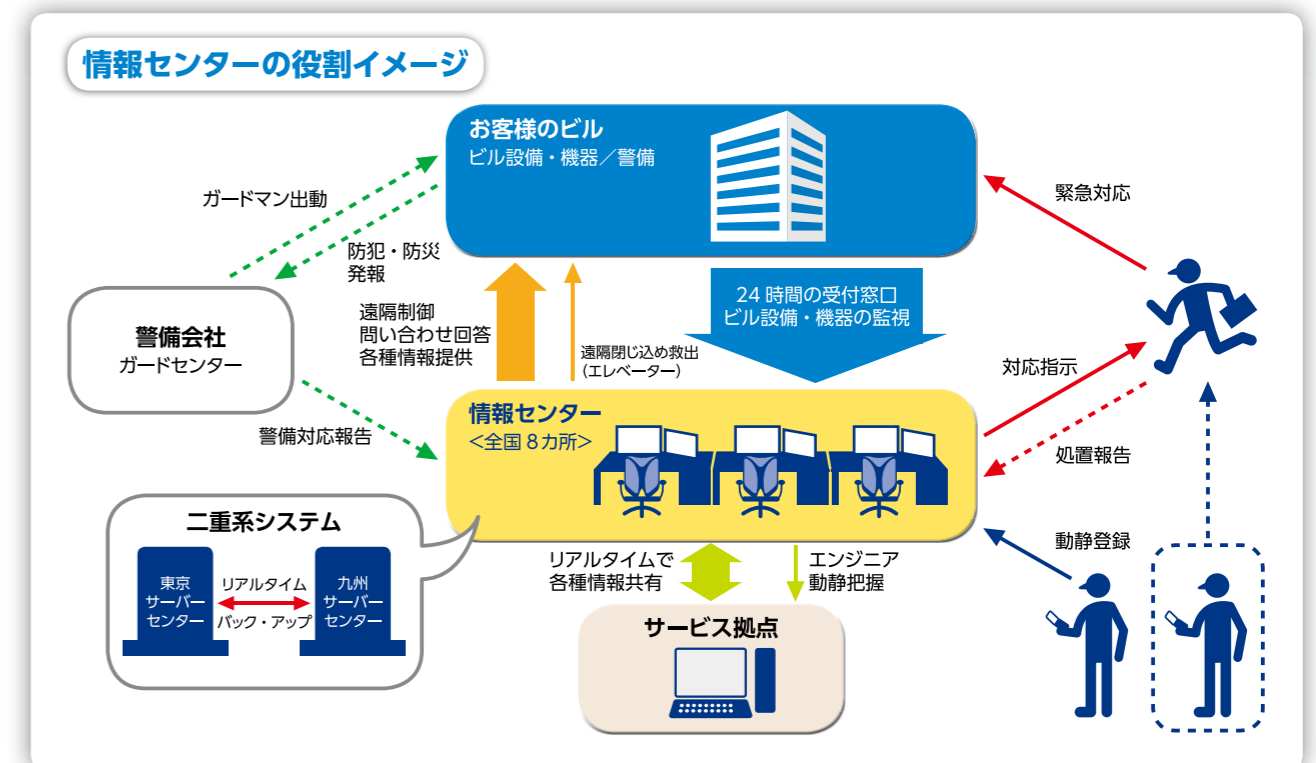 情報センターの役割イメージ
お客様のビル
ビル設備・機器／警備
ガードマン出動
防犯・防災
発報
緊急対応
警備会社
ガードセンター
遠隔制御
問い合わせ回答
各種情報提供
遠隔閉じ込め救出
（エレベーター）
24 時間の受付窓口
ビル設備・機器の監視
対応指示
警備対応報告
情報センター
<全国 8 カ所>
処置報告
二重系システム
東京
サーバー
センター
リアルタイム
バック・アップ
九州
サーバー
センター
リアルタイムで
各種情報共有
エンジニア
動静把握
動静登録
サービス拠点